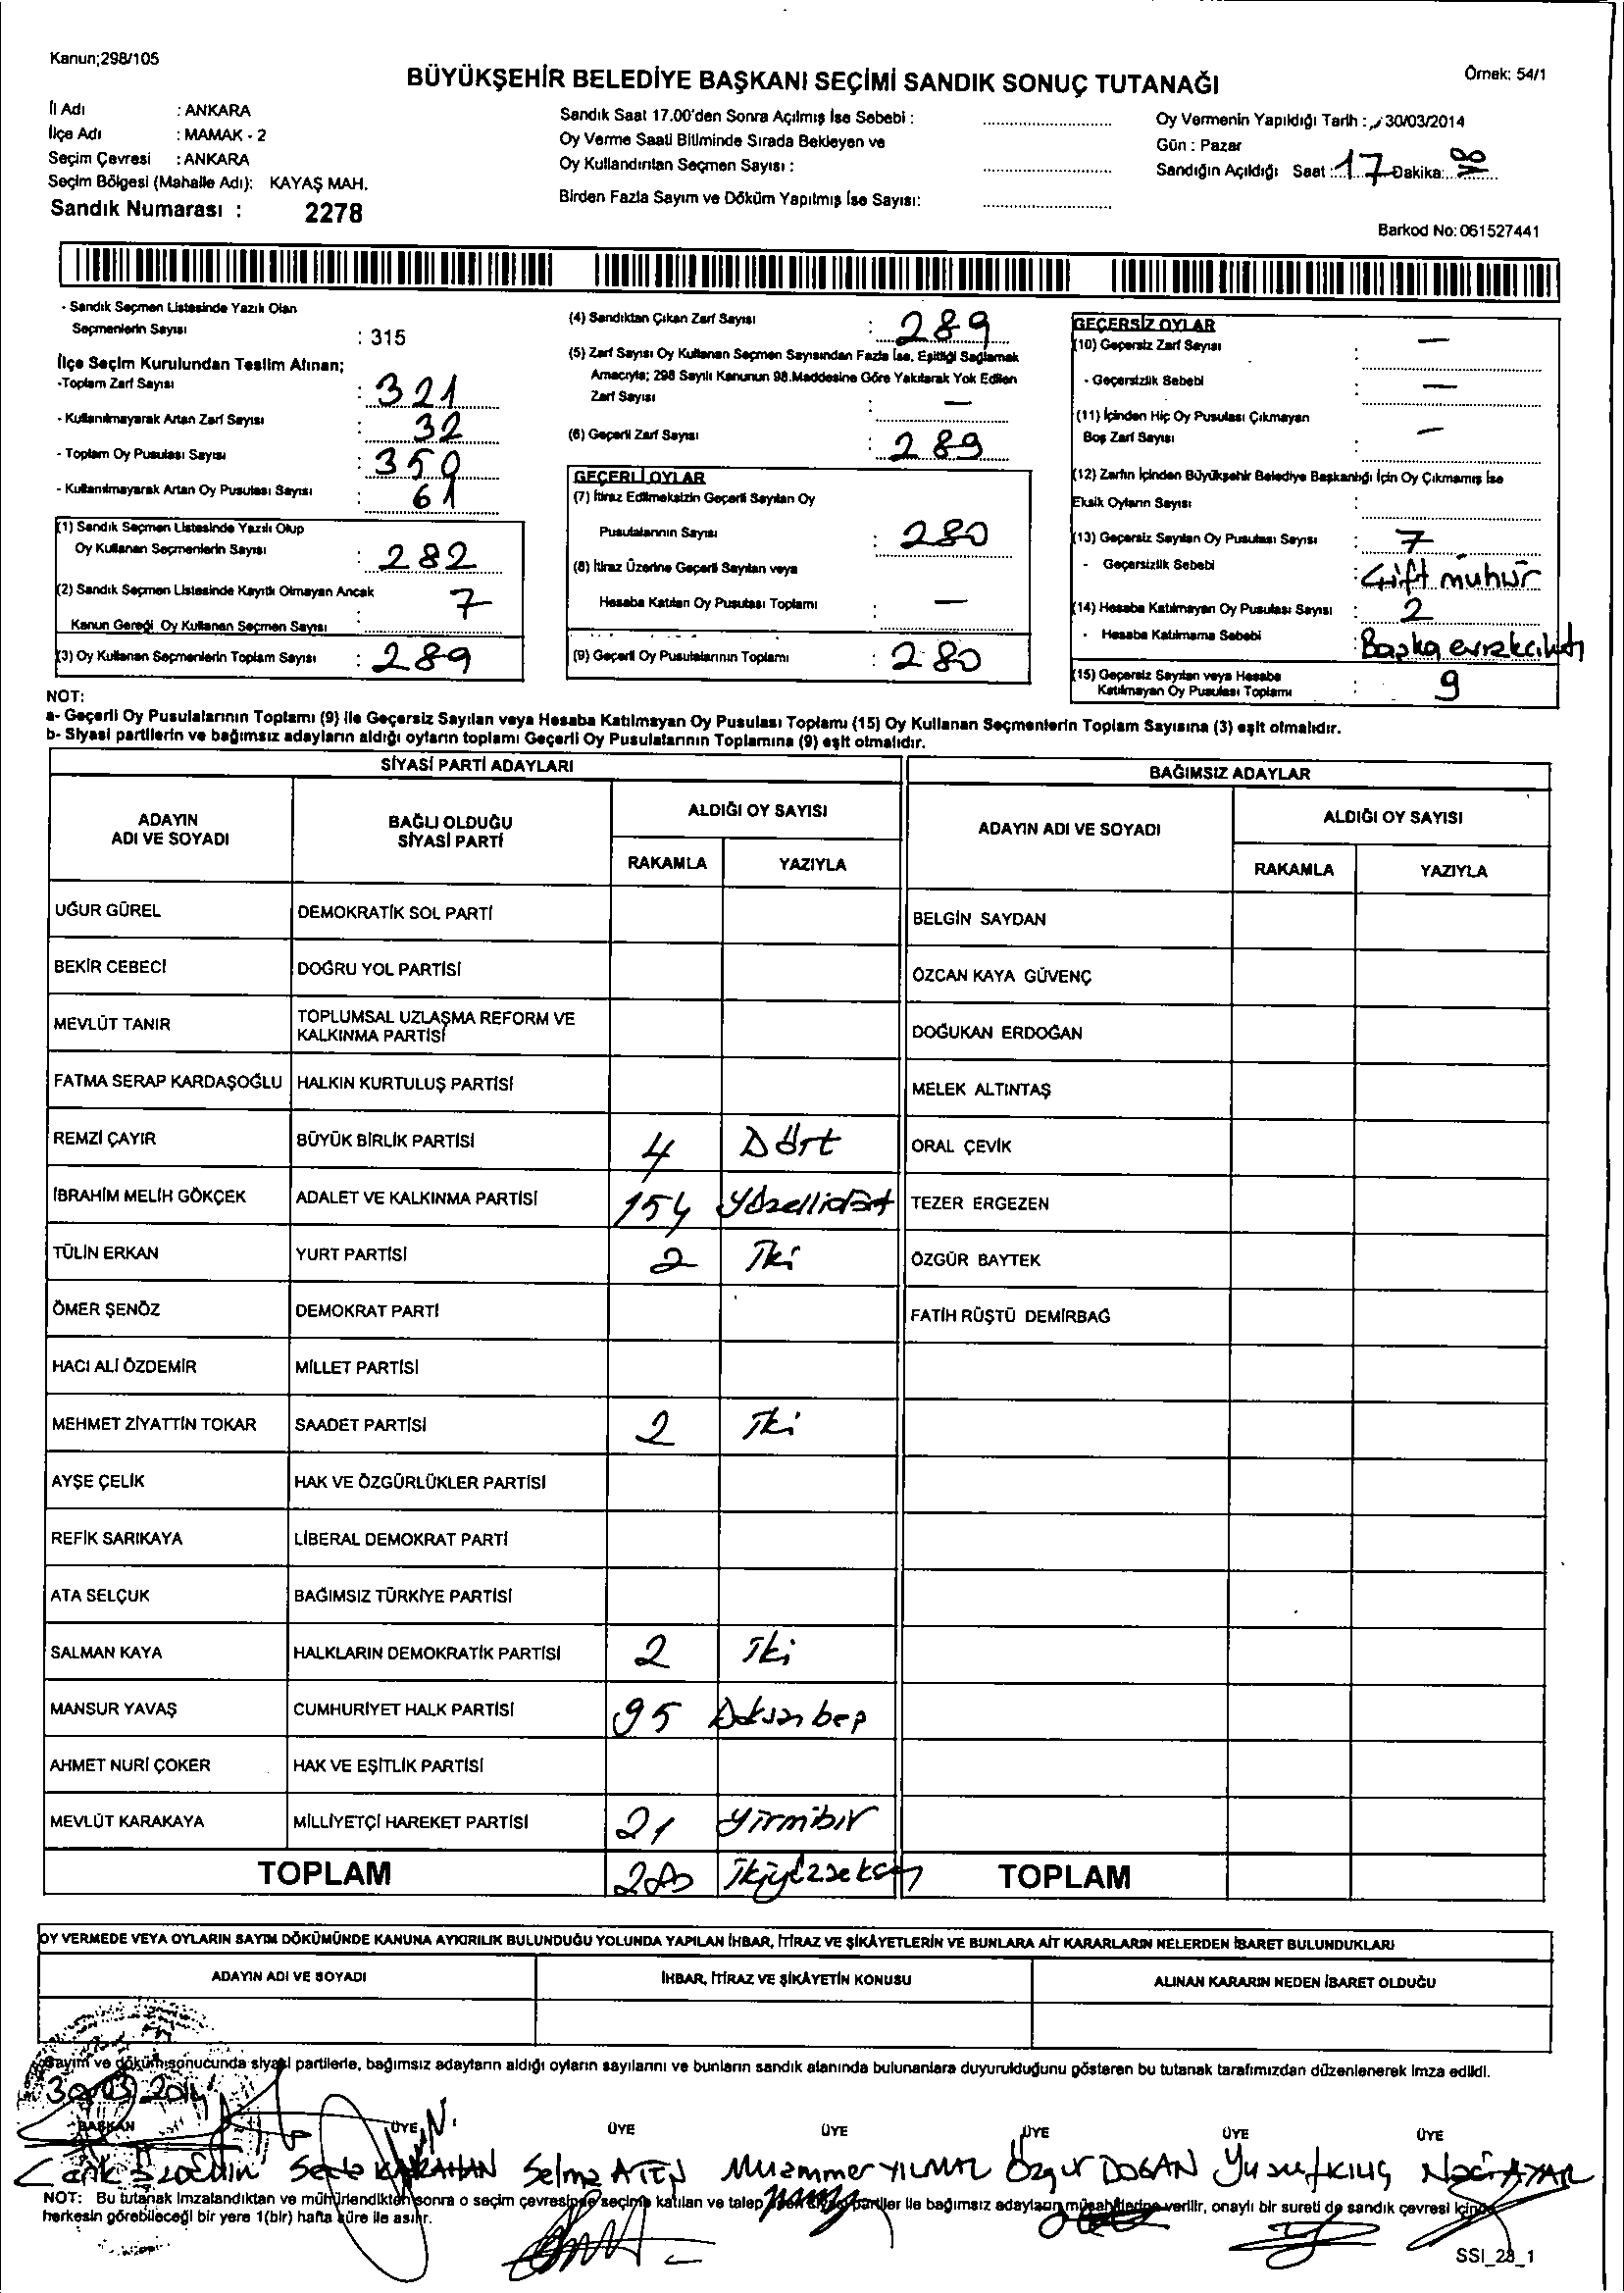 Kanun;298/105
BÜYÜKŞEHİR BELEDİYE BAŞKANI SEÇİMİ SANDIK SONUÇ TUTANAĞI
Örnek: 54/1
İl Adı : ANKARA
İlçe Adı : MAMAK - 2
Seçim Çevresi : ANKARA
Seçim Bölgesi (Mahalle Adı): KAYAŞ MAH.
Sandık Numarası : 2278
Sandık Saat 17.00'den Sonra Açılmış İse Sebebi :
Oy Verme Saati Bitiminde Sırada Bekleyen ve
Oy Kullandırılan Seçmen Sayısı :
Birden Fazla Sayım ve Döküm Yapılmış İse Sayısı:
Oy Vermenin Yapıldığı Tarih : 30/03/2014
Gün : Pazar
Sandığın Açıldığı Saat : 17 Dakika:
Barkod No: 061527441
- Sandık Seçmen Listesinde Yazılı Olan
Seçmenlerin Sayısı : 315
İlçe Seçim Kurulundan Teslim Alınan;
-Toplam Zarf Sayısı : 321
- Kullanılmayarak Artan Zarf Sayısı : 32
- Toplam Oy Pusulası Sayısı : 350
- Kullanılmayarak Artan Oy Pusulası Sayısı : 61
(1) Sandık Seçmen Listesinde Yazılı Olup
Oy Kullanan Seçmenlerin Sayısı : 282
(2) Sandık Seçmen Listesinde Kayıtlı Olmayan Ancak
Kanun Gereği Oy Kullanan Seçmen Sayısı : 7
(3) Oy Kullanan Seçmenlerin Toplam Sayısı : 289
(4) Sandıktan Çıkan Zarf Sayısı : 289
(5) Zarf Sayısı Oy Kullanan Seçmen Sayısından Fazla İse, Eşitliği Sağlamak
Amacıyla; 298 Sayılı Kanunun 98.Maddesine Göre Yakılarak Yok Edilen
Zarf Sayısı : —
(6) Geçerli Zarf Sayısı : 289
GEÇERLİ OYLAR
(7) İtiraz Edilmeksizin Geçerli Sayılan Oy
Pusulalarının Sayısı : 280
(8) İtiraz Üzerine Geçerli Sayılan veya
Hesaba Katılan Oy Pusulası Toplamı : —
(9) Geçerli Oy Pusulalarının Toplamı : 280
GEÇERSİZ OYLAR
(10) Geçersiz Zarf Sayısı : —
- Geçersizlik Sebebi : —
(11) İçinden Hiç Oy Pusulası Çıkmayan
Boş Zarf Sayısı : —
(12) Zarfın İçinden Büyükşehir Belediye Başkanlığı İçin Oy Çıkmamış İse
Eksik Oyların Sayısı :
(13) Geçersiz Sayılan Oy Pusulası Sayısı : 7
- Geçersizlik Sebebi : Çift mühür
(14) Hesaba Katılmayan Oy Pusulası Sayısı : 2
- Hesaba Katılmama Sebebi : Başka
(15) Geçersiz Sayılan veya Hesaba
Katılmayan Oy Pusulası Toplamı : 9
NOT:
a- Geçerli Oy Pusulalarının Toplamı (9) ile Geçersiz Sayılan veya Hesaba Katılmayan Oy Pusulası Toplamı (15) Oy Kullanan Seçmenlerin Toplam Sayısına (3) eşit olmalıdır.
b- Siyasi partilerin ve bağımsız adayların aldığı oyların toplamı Geçerli Oy Pusulalarının Toplamına (9) eşit olmalıdır.
SİYASİ PARTİ ADAYLARI
BAĞIMSIZ ADAYLAR
ADAYIN ADI VE SOYADI
BAĞLI OLDUĞU SİYASİ PARTİ
ALDIĞI OY SAYISI
RAKAMLA YAZIYLA
ADAYIN ADI VE SOYADI
ALDIĞI OY SAYISI
RAKAMLA YAZIYLA
UĞUR GÜREL DEMOKRATİK SOL PARTİ BELGİN SAYDAN
BEKİR CEBECİ DOĞRU YOL PARTİSİ ÖZCAN KAYA GÜVENÇ
MEVLÜT TANIR TOPLUMSAL UZLAŞMA REFORM VE KALKINMA PARTİSİ DOĞUKAN ERDOĞAN
FATMA SERAP KARDAŞOĞLU HALKIN KURTULUŞ PARTİSİ MELEK ALTINTAŞ
REMZİ ÇAYIR BÜYÜK BİRLİK PARTİSİ 4 Dört ORAL ÇEVİK
İBRAHİM MELİH GÖKÇEK ADALET VE KALKINMA PARTİSİ 154 Yüzellidört TEZER ERGEZEN
TÜLİN ERKAN YURT PARTİSİ 2 İki ÖZGÜR BAYTEK
ÖMER ŞENÖZ DEMOKRAT PARTİ FATİH RÜŞTÜ DEMİRBAĞ
HACI ALİ ÖZDEMİR MİLLET PARTİSİ
MEHMET ZİYATTİN TOKAR SAADET PARTİSİ 2 İki
AYŞE ÇELİK HAK VE ÖZGÜRLÜKLER PARTİSİ
REFİK SARIKAYA LİBERAL DEMOKRAT PARTİ
ATA SELÇUK BAĞIMSIZ TÜRKİYE PARTİSİ
SALMAN KAYA HALKLARIN DEMOKRATİK PARTİSİ 2 İki
MANSUR YAVAŞ CUMHURİYET HALK PARTİSİ 95
AHMET NURİ ÇOKER HAK VE EŞİTLİK PARTİSİ
MEVLÜT KARAKAYA MİLLİYETÇİ HAREKET PARTİSİ 21 Yirmibir
TOPLAM 280 İkiyüzseksen TOPLAM
OY VERMEDE VEYA OYLARIN SAYIM DÖKÜMÜNDE KANUNA AYKIRILIK BULUNDUĞU YOLUNDA YAPILAN İHBAR, İTİRAZ VE ŞİKÂYETLERİN VE BUNLARA AİT KARARLARIN NELERDEN İBARET BULUNDUKLARI
ADAYIN ADI VE SOYADI İHBAR, İTİRAZ VE ŞİKÂYETİN KONUSU ALINAN KARARIN NEDEN İBARET OLDUĞU
Sayım ve döküm sonucunda siyasi partilerle, bağımsız adayların aldığı oyların sayılarını ve bunların sandık alanında bulunanlara duyurulduğunu gösteren bu tutanak tarafımızdan düzenlenerek imza edildi.
30/03/2014
BAŞKAN ÜYE ÜYE ÜYE ÜYE ÜYE ÜYE
Selma Muammer YILMAZ Özgür DOGAN Yusuf KILIÇ
NOT: Bu tutanak imzalandıktan ve mühürlendikten sonra o seçim çevresinde seçime katılan ve talep partiler ile bağımsız adayların müşahitlerine verilir, onaylı bir sureti de sandık çevresi içinde
herkesin görebileceği bir yere 1(bir) hafta süre ile asılır.
SSI_23_1